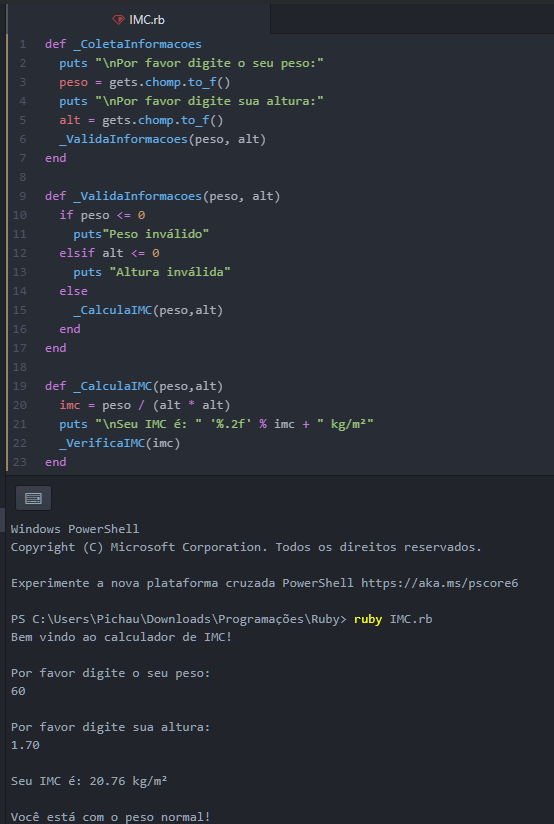 IMC.rb
1 def _ColetaInformacoes
2   puts "\nPor favor digite o seu peso:"
3   peso = gets.chomp.to_f()
4   puts "\nPor favor digite sua altura:"
5   alt = gets.chomp.to_f()
6   _ValidaInformacoes(peso, alt)
7 end
8
9 def _ValidaInformacoes(peso, alt)
10   if peso <= 0
11     puts"Peso inválido"
12   elsif alt <= 0
13     puts "Altura inválida"
14   else
15     _CalculaIMC(peso,alt)
16   end
17 end
18
19 def _CalculaIMC(peso,alt)
20   imc = peso / (alt * alt)
21   puts "\nSeu IMC é: " '%.2f' % imc + " kg/m²"
22   _VerificaIMC(imc)
23 end
Windows PowerShell
Copyright (C) Microsoft Corporation. Todos os direitos reservados.
Experimente a nova plataforma cruzada PowerShell https://aka.ms/pscore6
PS C:\Users\Pichau\Downloads\Programações\Ruby> ruby IMC.rb
Bem vindo ao calculador de IMC!
Por favor digite o seu peso:
60
Por favor digite sua altura:
1.70
Seu IMC é: 20.76 kg/m²
Você está com o peso normal!